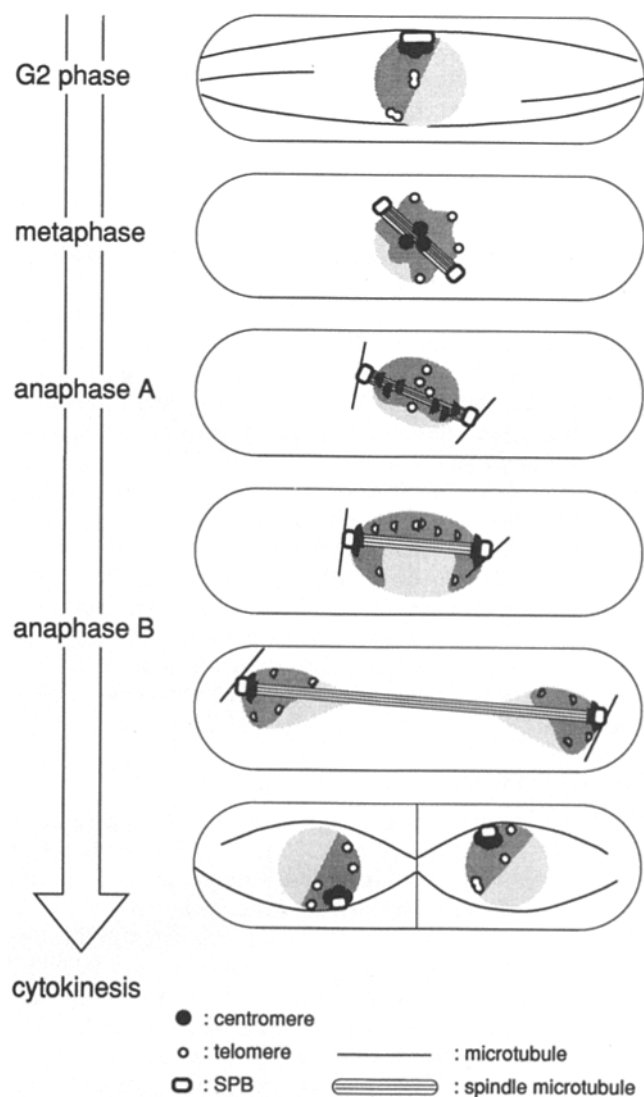 G2 phase
metaphase
anaphase A
anaphase B
cytokinesis
: centromere
: telomere
: microtubule
: SPB
: spindle microtubule